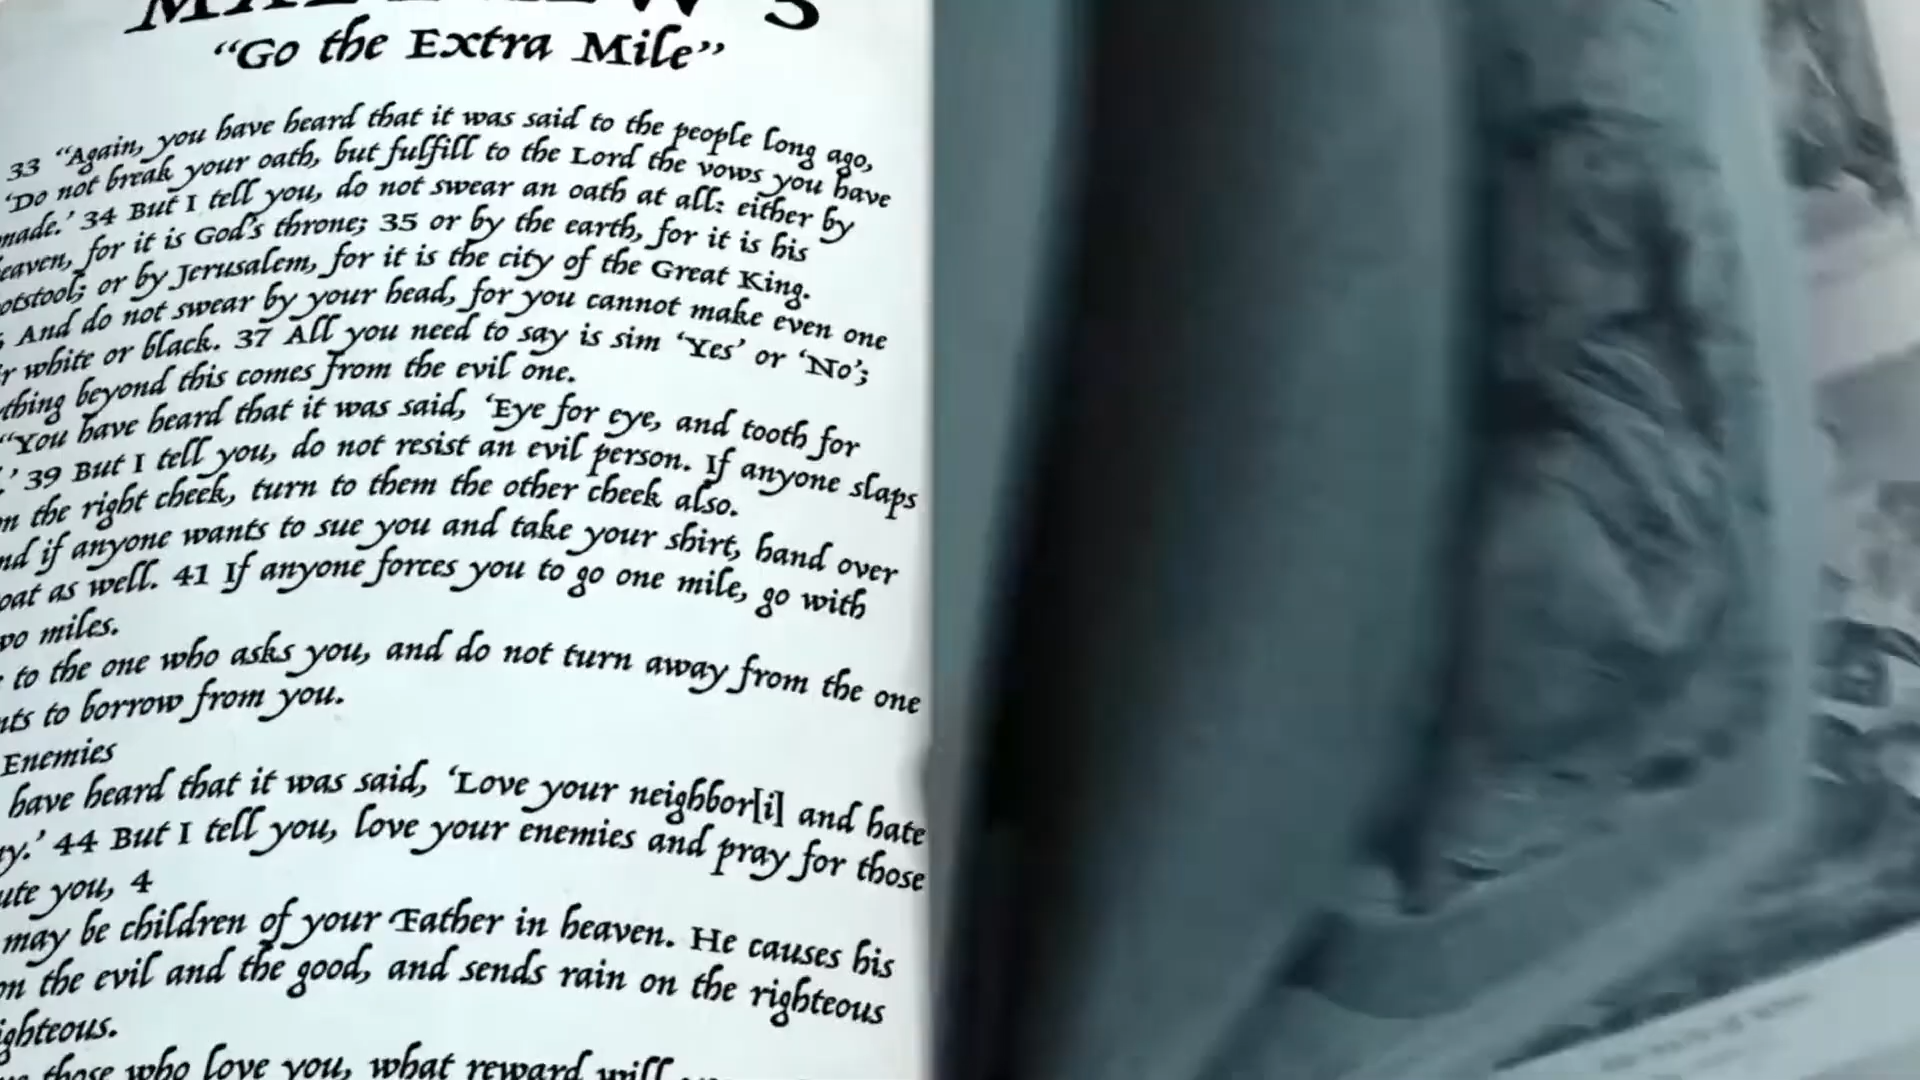 MATTHEW 5
“Go the Extra Mile”
33 “Again, you have heard that it was said to the people long ago,
‘Do not break your oath, but fulfill to the Lord the vows you have
made.’ 34 But I tell you, do not swear an oath at all: either by
eaven, for it is God's throne; 35 or by the earth, for it is his
otstool; or by Jerusalem, for it is the city of the Great King.
And do not swear by your head, for you cannot make even one
r white or black. 37 All you need to say is sim ‘Yes’ or ‘No’;
thing beyond this comes from the evil one.
“You have heard that it was said, ‘Eye for eye, and tooth for
.’ 39 But I tell you, do not resist an evil person. If anyone slaps
n the right cheek, turn to them the other cheek also.
nd if anyone wants to sue you and take your shirt, hand over
oat as well. 41 If anyone forces you to go one mile, go with
wo miles.
to the one who asks you, and do not turn away from the one
nts to borrow from you.
Enemies
have heard that it was said, ‘Love your neighbor[i] and hate
y.’ 44 But I tell you, love your enemies and pray for those
ute you, 4
may be children of your Father in heaven. He causes his
on the evil and the good, and sends rain on the righteous
ighteous.
those who love you, what reward will